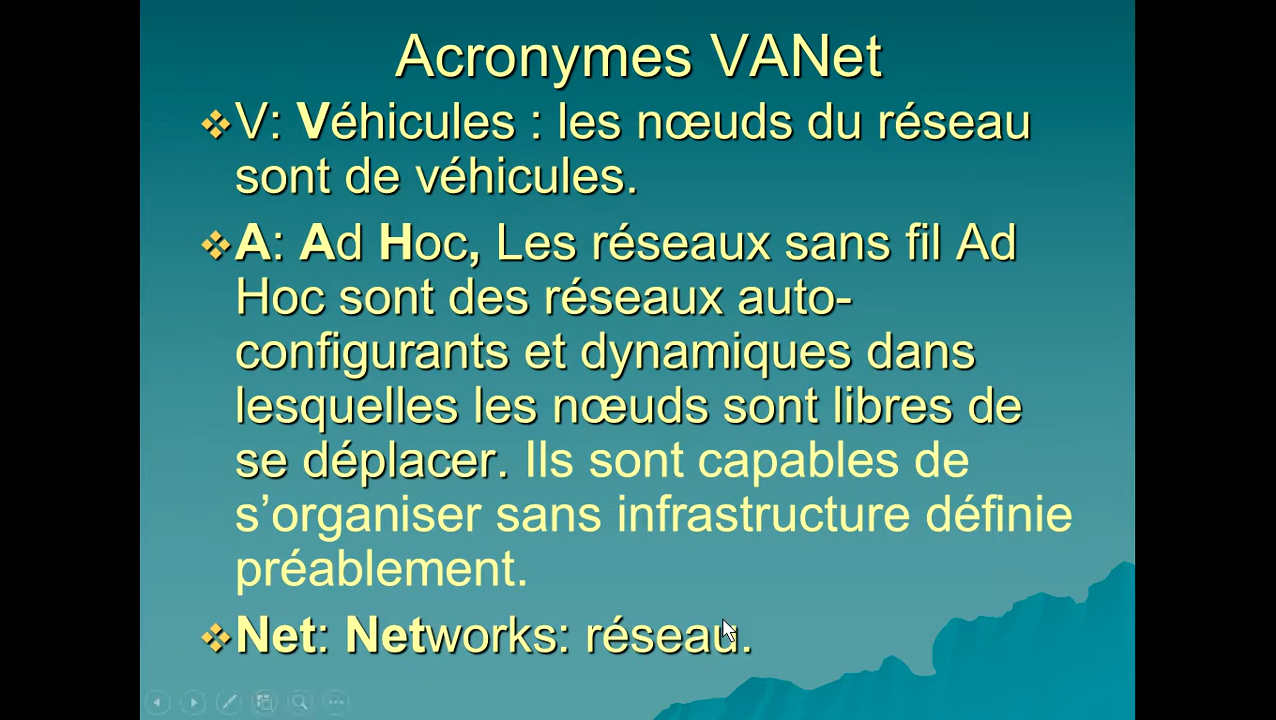 Acronymes VANet
V: Véhicules : les nœuds du réseau
sont de véhicules.
A: Ad Hoc, Les réseaux sans fil Ad
Hoc sont des réseaux auto-
configurants et dynamiques dans
lesquelles les nœuds sont libres de
se déplacer. Ils sont capables de
s’organiser sans infrastructure définie
préablement.
Net: Networks: réseau.